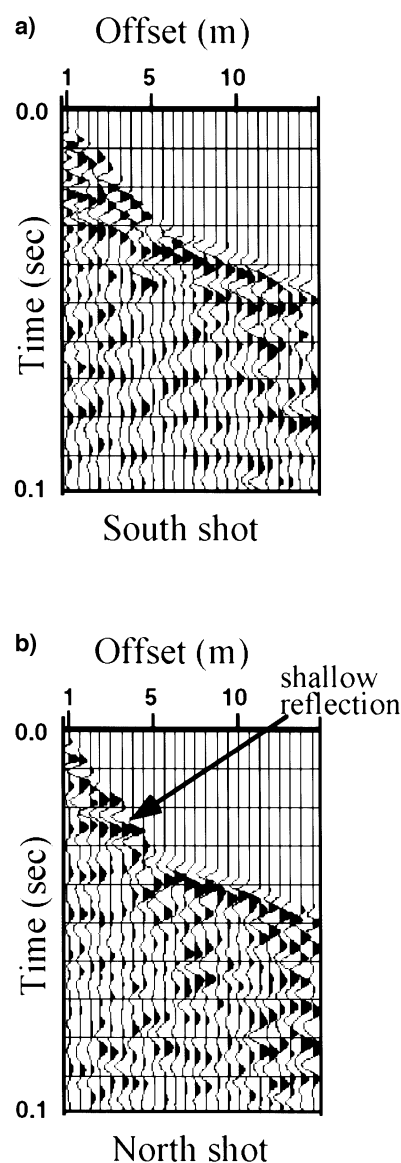 a)
Offset (m)
1 5 10
0.0
Time (sec)
0.1
South shot
b)
Offset (m)
shallow
reflection
1 5 10
0.0
Time (sec)
0.1
North shot